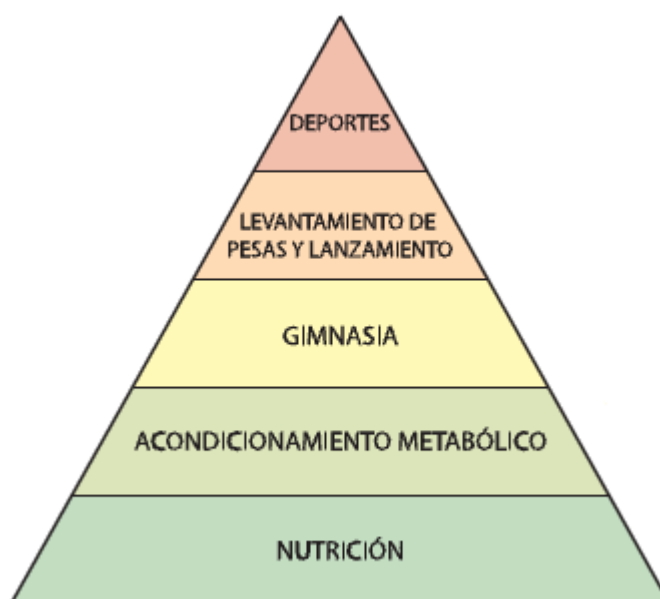 DEPORTES
LEVANTAMIENTO DE
PESAS Y LANZAMIENTO
GIMNASIA
ACONDICIONAMIENTO METABÓLICO
NUTRICIÓN